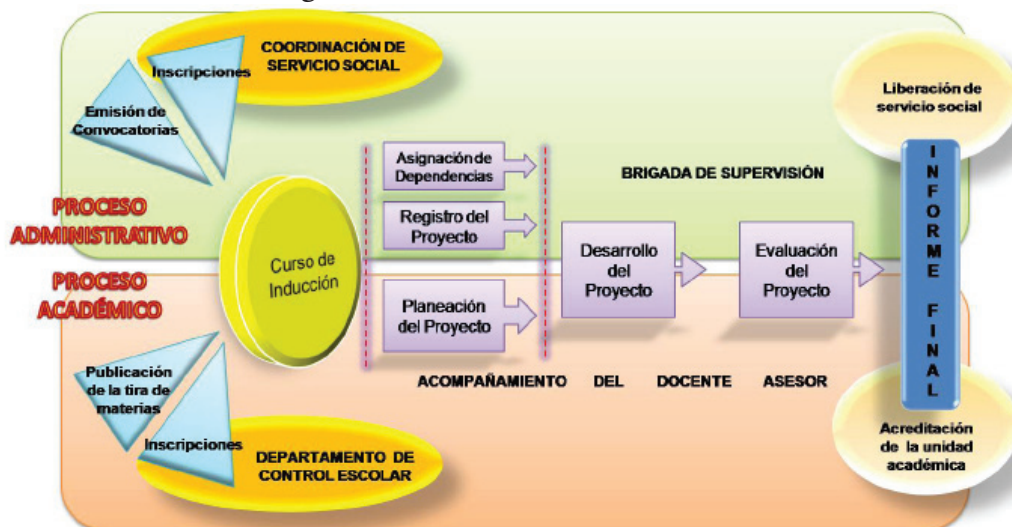 COORDINACIÓN DE
SERVICIO SOCIAL
Inscripciones
Emisión de
Convocatorias
Liberación de
servicio social
Asignación de
Dependencias
BRIGADA DE SUPERVISIÓN
PROCESO
ADMINISTRATIVO
Registro del
Proyecto
Curso de
Inducción
Desarrollo
del
Proyecto
Evaluación
del
Proyecto
INFORME FINAL
PROCESO
ACADÉMICO
Planeación
del Proyecto
Publicación
de la tira de
materias
ACOMPAÑAMIENTO DEL DOCENTE ASESOR
Inscripciones
DEPARTAMENTO DE
CONTROL ESCOLAR
Acreditación
de la unidad
académica